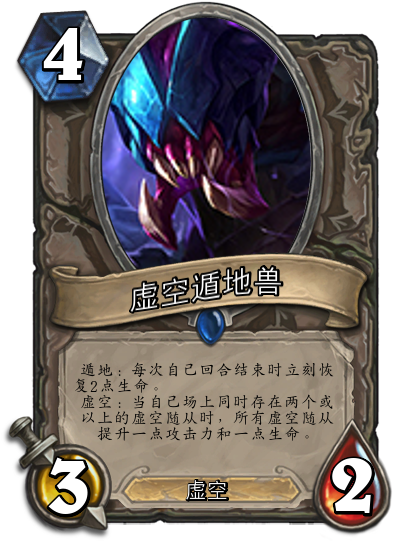 4
虚空遁地兽
遁地：每次自己回合结束时立刻恢
复2点生命。
虚空：当自己场上同时存在两个或
以上的虚空随从时，所有虚空随从
提升一点攻击力和一点生命。
3
虚空
2